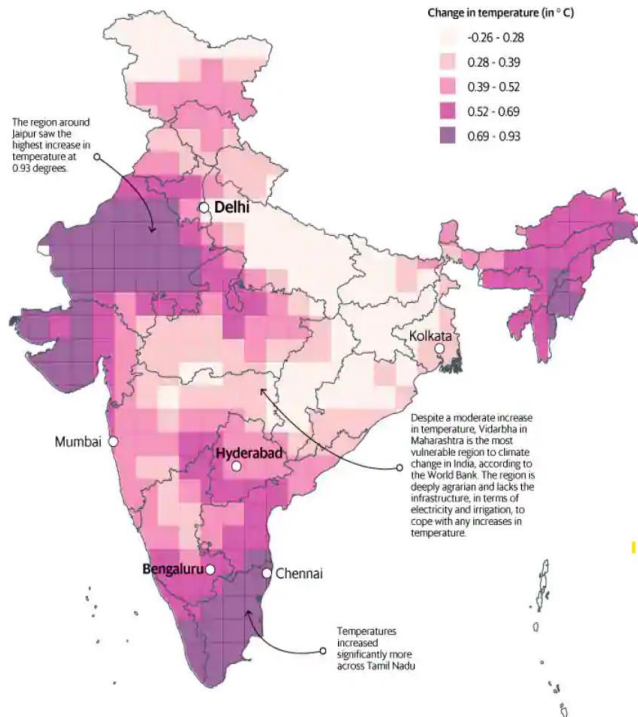 Change in temperature (in ° C)
-0.26 - 0.28
0.28 - 0.39
0.39 - 0.52
0.52 - 0.69
0.69 - 0.93
The region around
Jaipur saw the
highest increase in
temperature at
0.93 degrees.
Delhi
Kolkata
Mumbai
Hyderabad
Despite a moderate increase
in temperature, Vidarbha in
Maharashtra is the most
vulnerable region to climate
change in India, according to
the World Bank. The region is
deeply agrarian and lacks the
infrastructure, in terms of
electricity and irrigation, to
cope with any increases in
temperature.
Bengaluru
Chennai
Temperatures
increased
significantly more
across Tamil Nadu